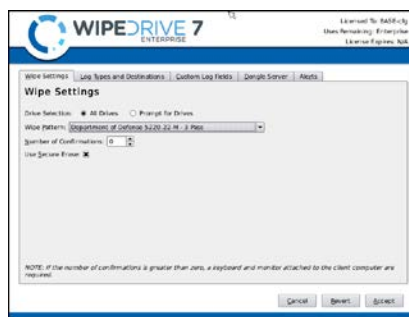 WIPEDRIVE 7
ENTERPRISE
Licensed To: BASE-cfg
Uses Remaining: Enterprise
License Expires: N/A
Wipe Settings
Log Types and Destinations
Custom Log Fields
Dongle Server
Alerts
Wipe Settings
Drive Selection: All Drives Prompt for Drives
Wipe Pattern: Department of Defense 5220.22 M - 3 Pass
Number of Confirmations: 0
Use Secure Erase:
NOTE: If the number of confirmations is greater than zero, a keyboard and monitor attached to the client computer are
required.
Cancel
Revert
Accept